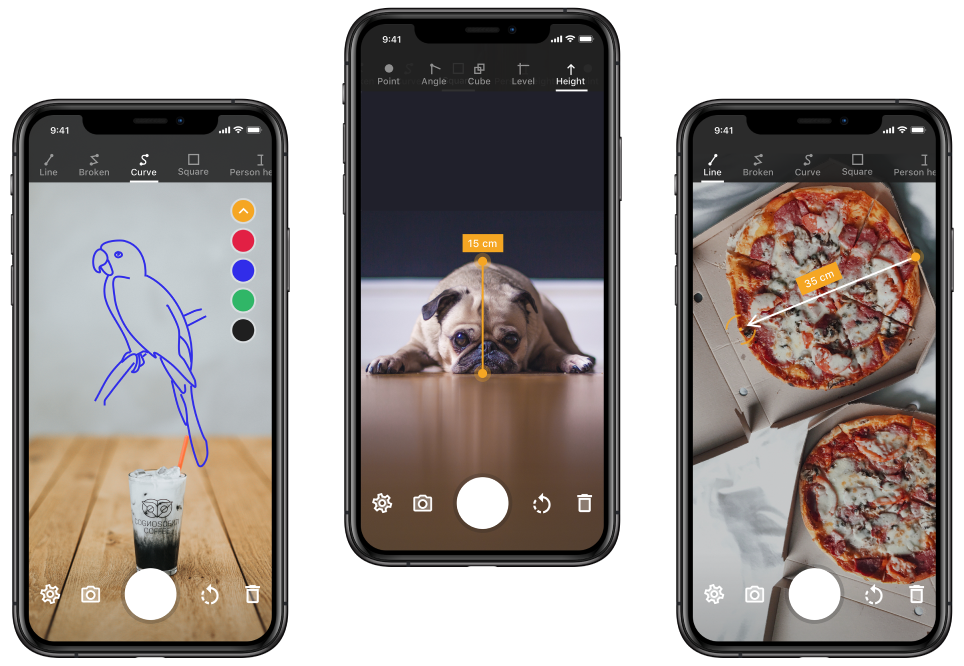 9:41
Line Broken Curve Square Person he
COFFEE
9:41
Point Angle Cube Level Height
15 cm
9:41
Line Broken Curve Square Person he
35 cm